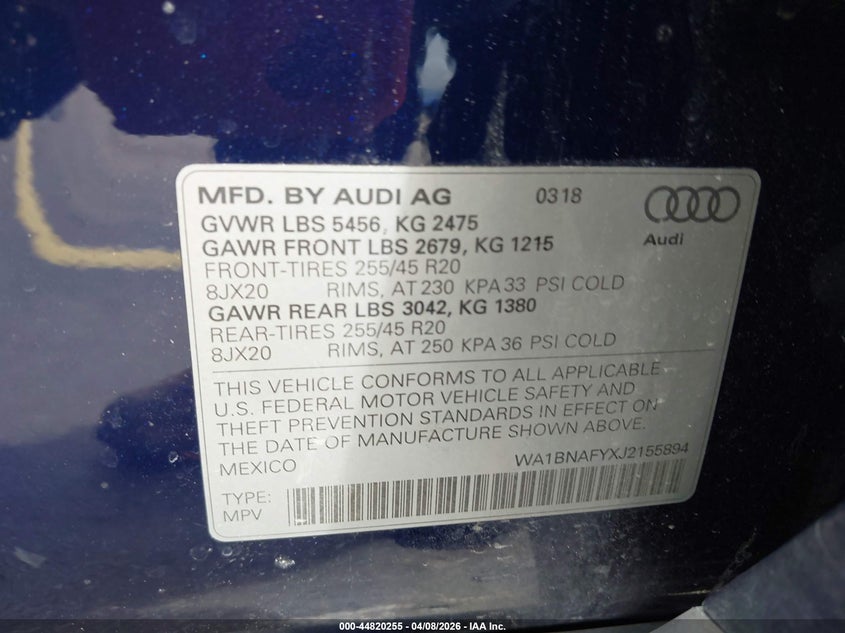 MFD. BY AUDI AG 0318
GVWR LBS 5456, KG 2475
GAWR FRONT LBS 2679, KG 1215
Audi
FRONT-TIRES 255/45 R20
8JX20 RIMS, AT 230 KPA 33 PSI COLD
GAWR REAR LBS 3042, KG 1380
REAR-TIRES 255/45 R20
8JX20 RIMS, AT 250 KPA 36 PSI COLD
THIS VEHICLE CONFORMS TO ALL APPLICABLE
U.S. FEDERAL MOTOR VEHICLE SAFETY AND
THEFT PREVENTION STANDARDS IN EFFECT ON
THE DATE OF MANUFACTURE SHOWN ABOVE.
MEXICO WA1BNAFYXJ2155894
TYPE:
MPV
000-44820255 - 04/08/2026 - IAA Inc.